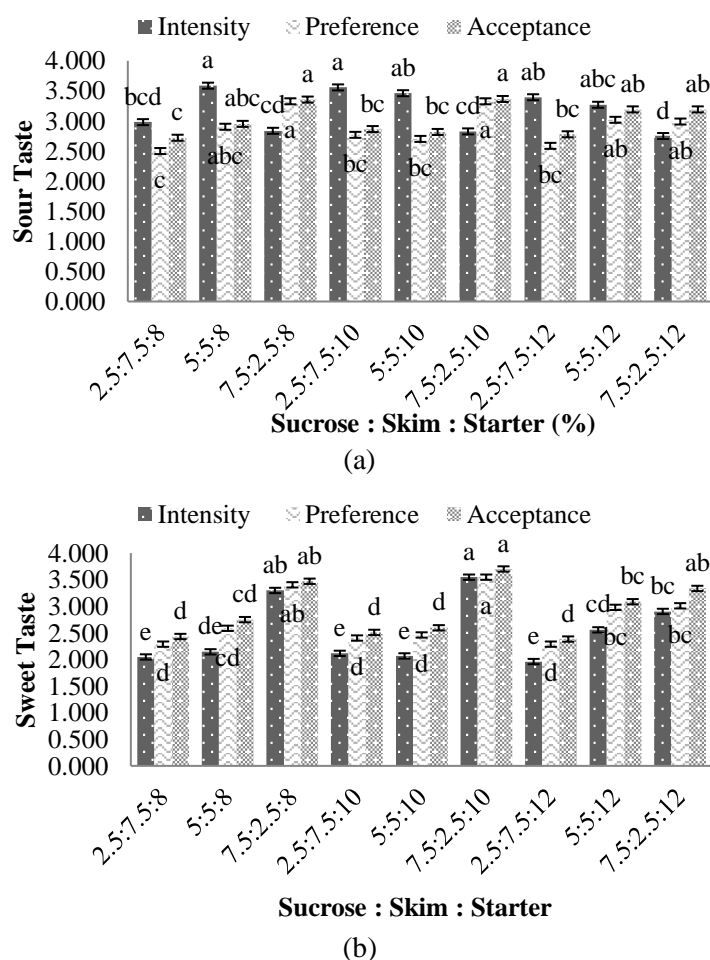 Intensity Preference Acceptance
4.000
3.500
3.000
2.500
2.000
1.500
1.000
0.500
0.000
Sour Taste
bcd c c
a abc abc
cd a a
a bc bc
ab bc bc
cd a a
ab bc bc
abc ab ab
d ab ab
2.5:7.5:8
5:5:8
7.5:2.5:8
2.5:7.5:10
5:5:10
7.5:2.5:10
2.5:7.5:12
5:5:12
7.5:2.5:12
Sucrose : Skim : Starter (%)
(a)
Intensity Preference Acceptance
4.000
3.500
3.000
2.500
2.000
1.500
1.000
0.500
0.000
Sweet Taste
e d d
de cd cd
ab ab ab
e d d
e d d
a a a
e d d
cd bc bc
bc bc ab
2.5:7.5:8
5:5:8
7.5:2.5:8
2.5:7.5:10
5:5:10
7.5:2.5:10
2.5:7.5:12
5:5:12
7.5:2.5:12
Sucrose : Skim : Starter
(b)